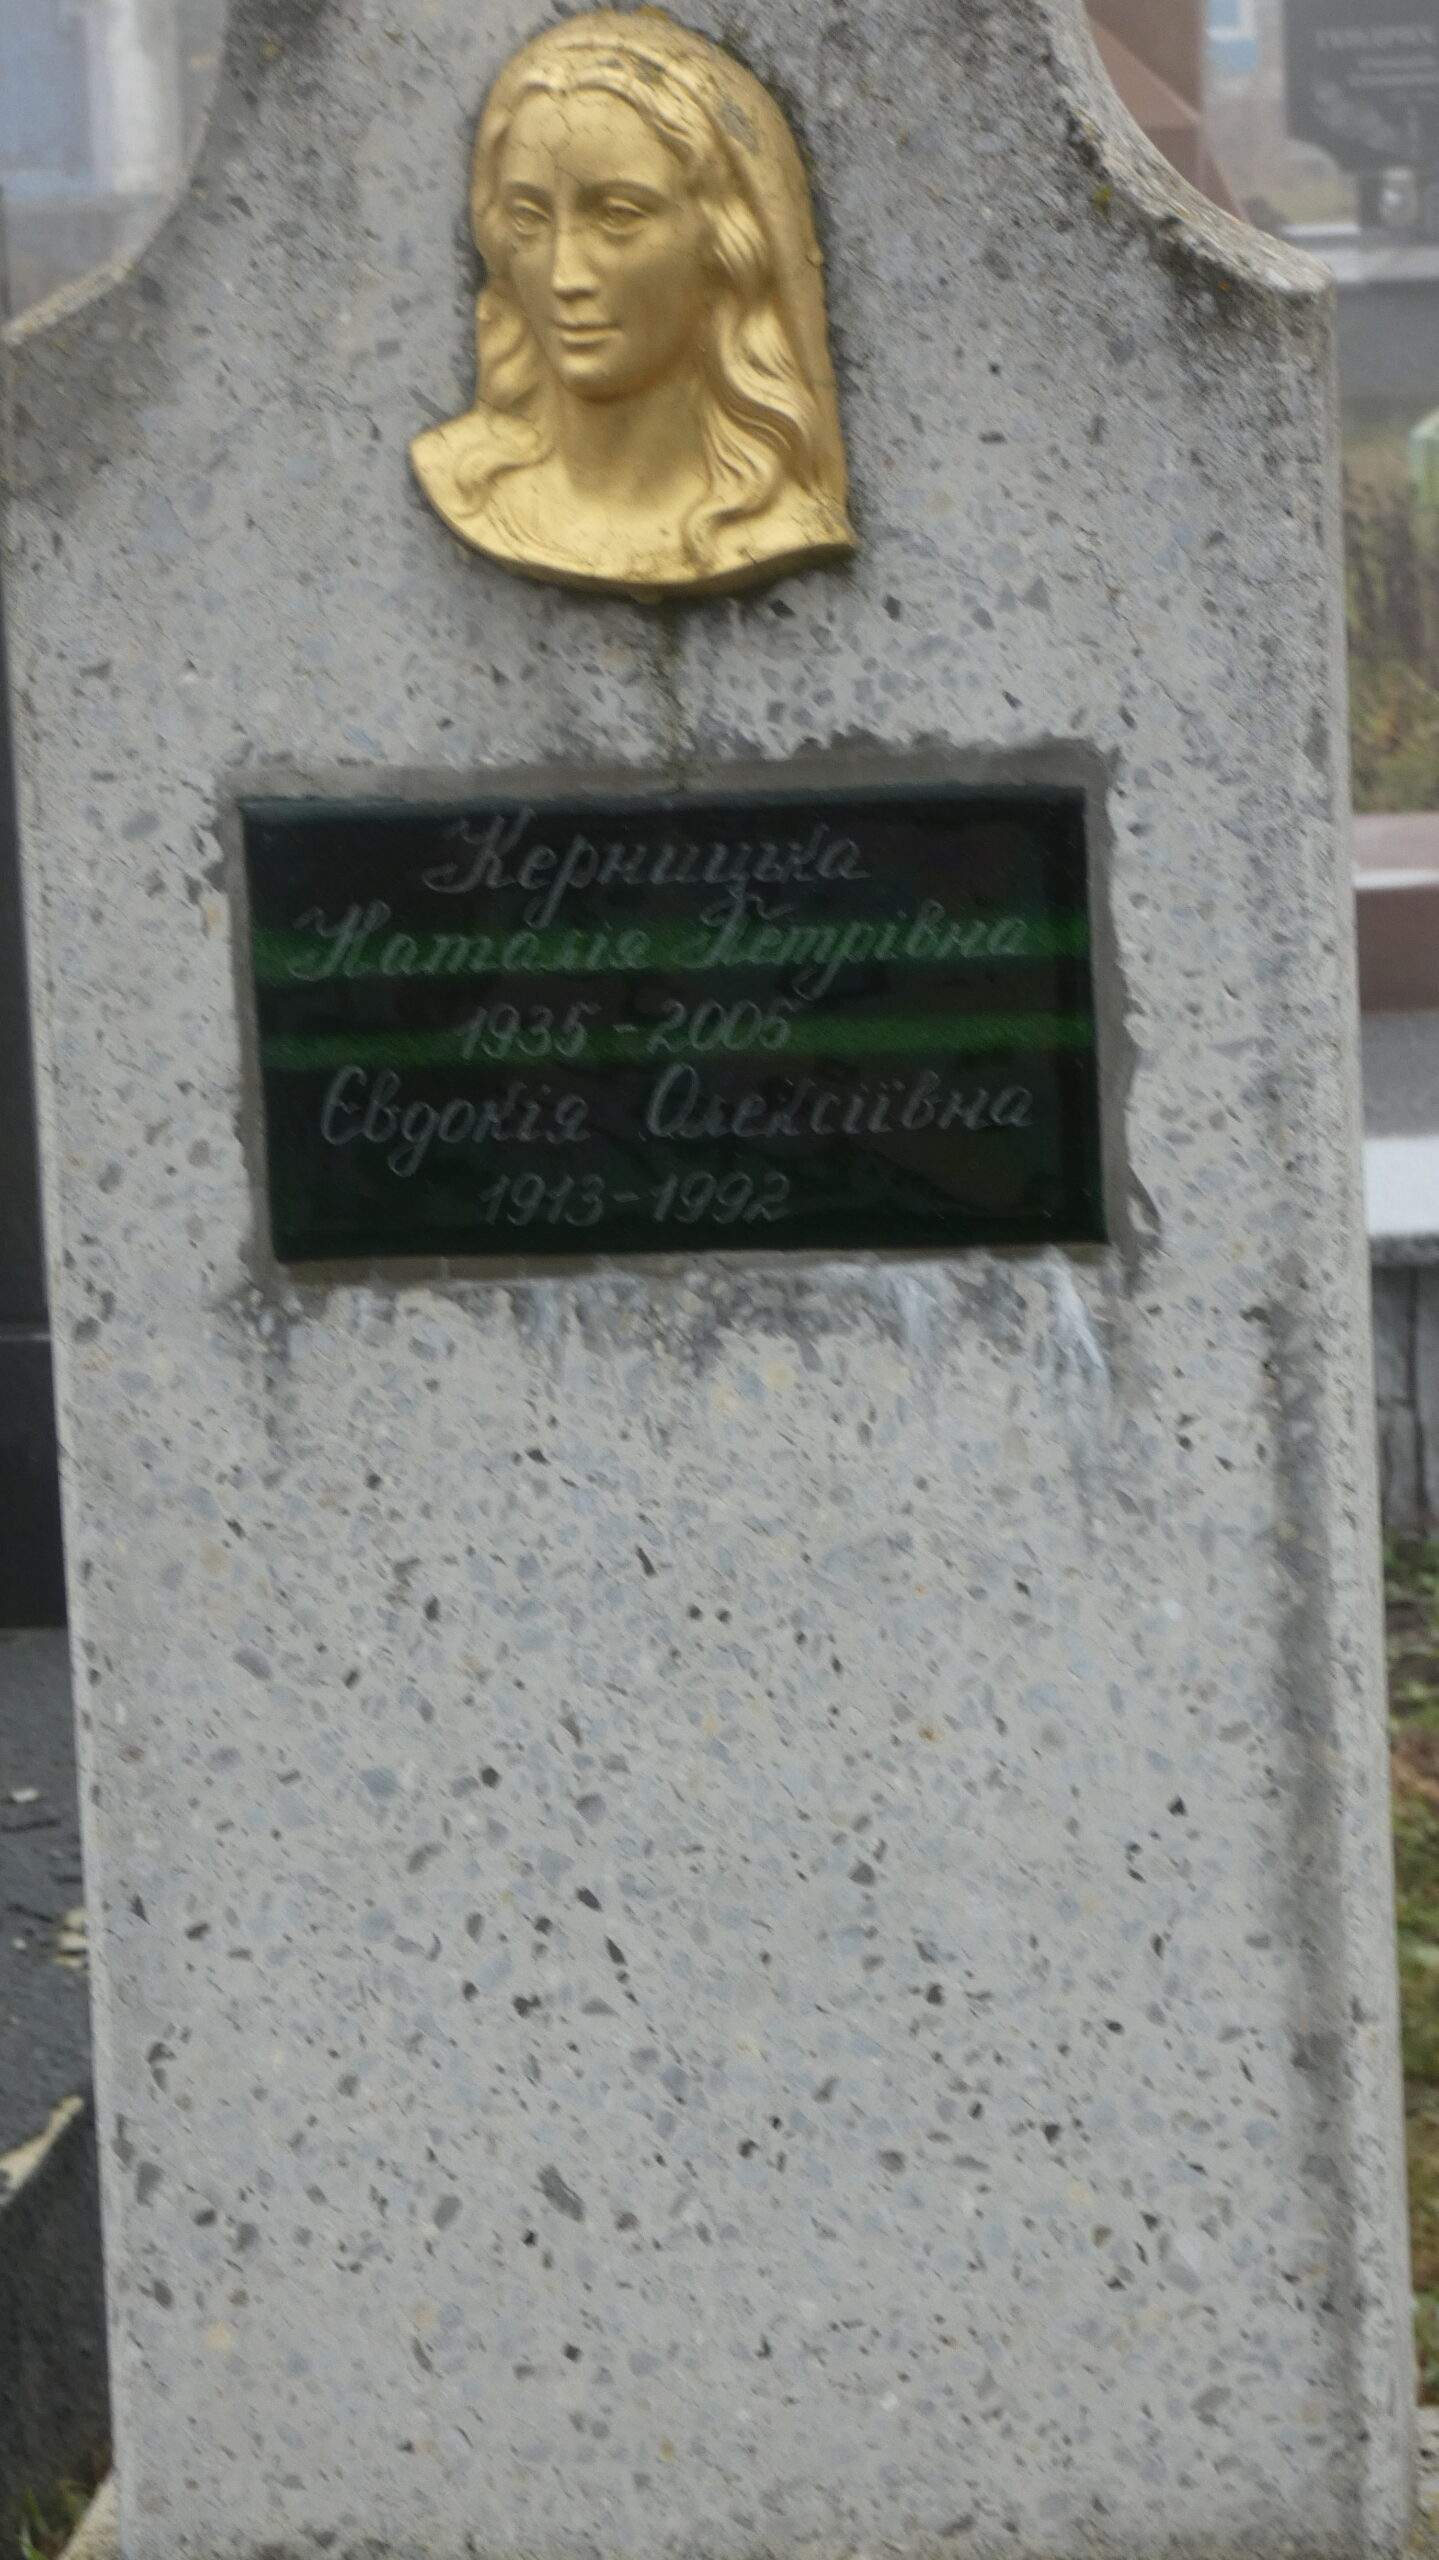 Керницька
Наталія Петрівна
1935-2005
Євдокія Олексіївна
1913-1992